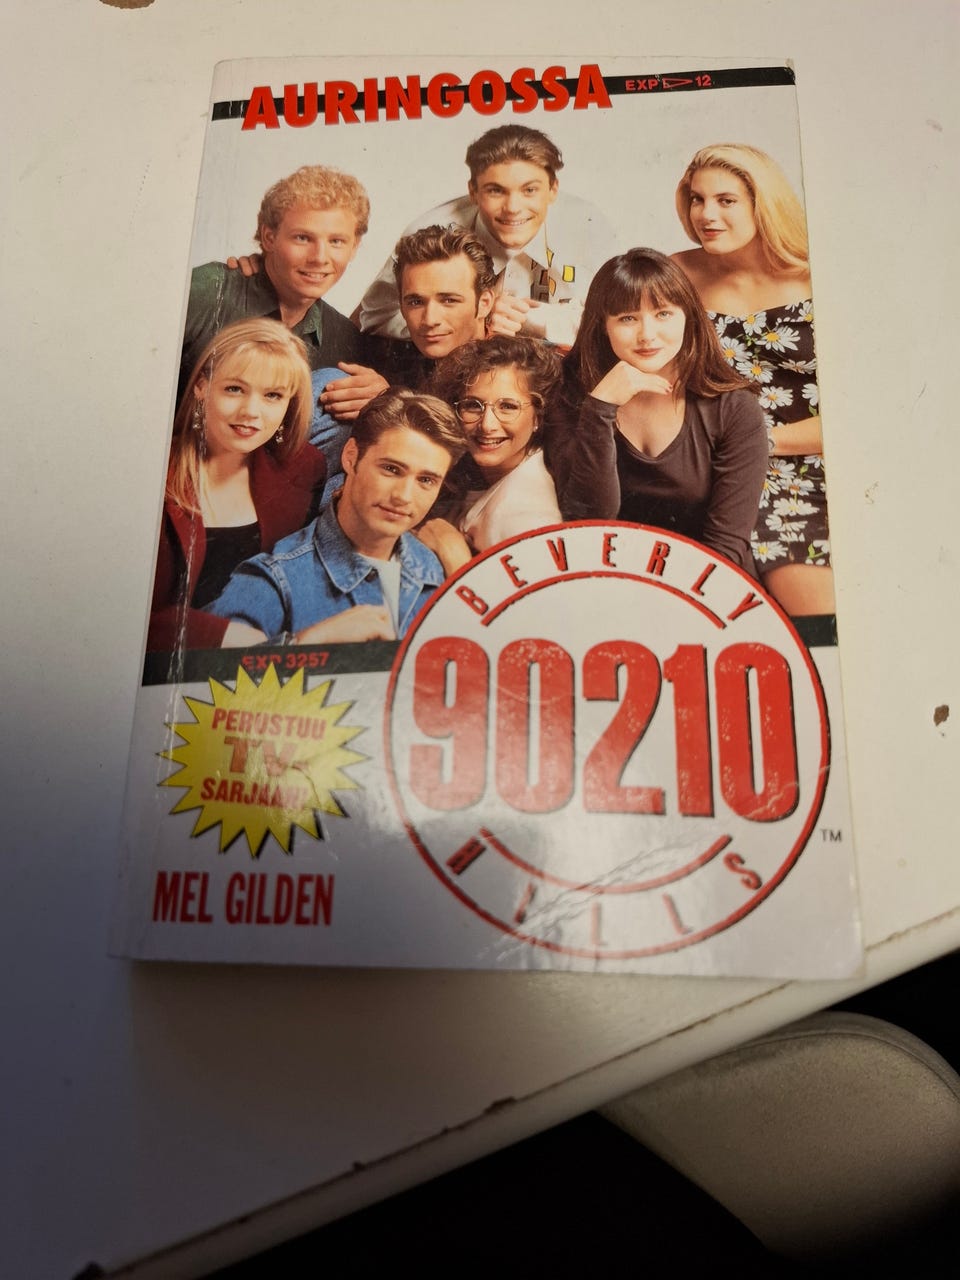 AURINGOSSA
EXP 12
EXP 3257
PERUSTUU
TV-
SARJAAN!
MEL GILDEN
BEVERLY
90210
HILLS
TM